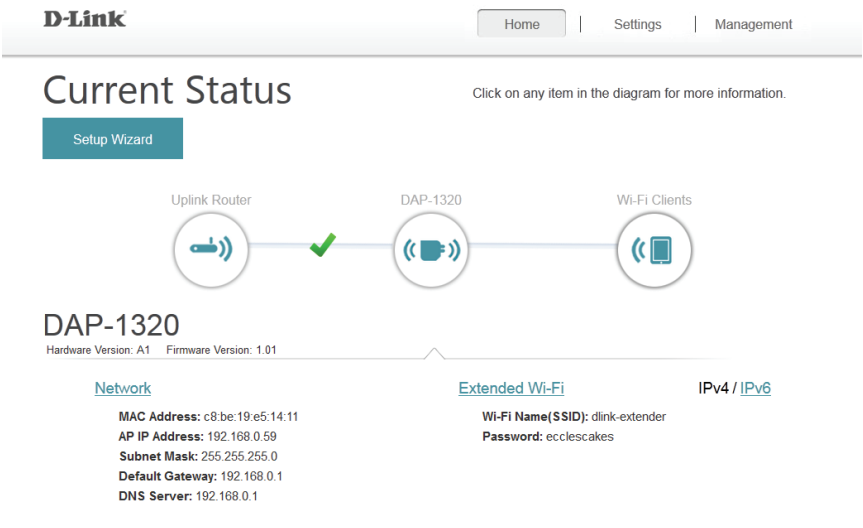 D-Link
Home | Settings | Management
Current Status
Click on any item in the diagram for more information.
Setup Wizard
Uplink Router DAP-1320 Wi-Fi Clients
DAP-1320
Hardware Version: A1 Firmware Version: 1.01
Network Extended Wi-Fi IPv4 / IPv6
MAC Address: c8:be:19:e5:14:11 Wi-Fi Name(SSID): dlink-extender
AP IP Address: 192.168.0.59 Password: ecclescakes
Subnet Mask: 255.255.255.0
Default Gateway: 192.168.0.1
DNS Server: 192.168.0.1